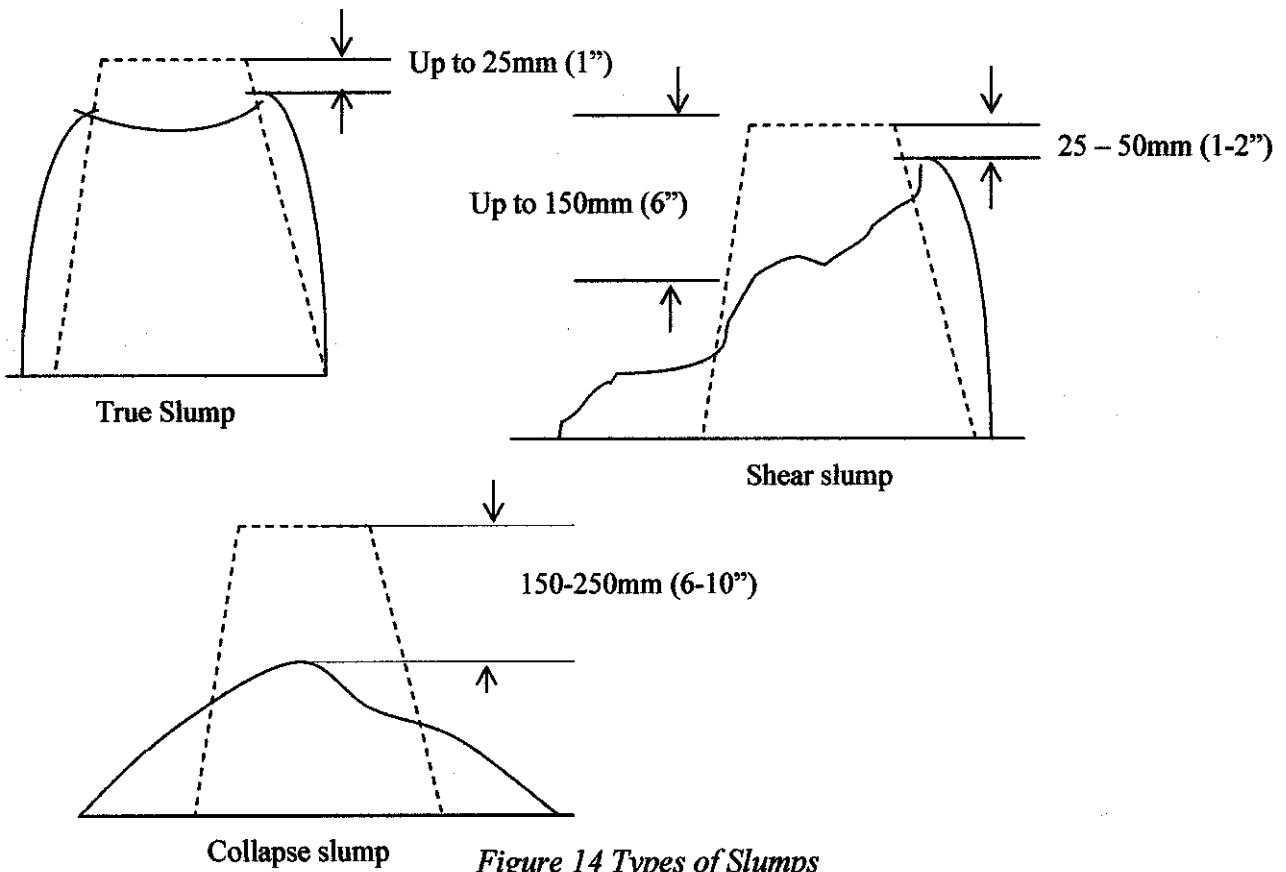 Up to 25mm (1”)
25 – 50mm (1-2”)
Up to 150mm (6”)
True Slump
Shear slump
150-250mm (6-10”)
Collapse slump
Figure 14 Types of Slumps